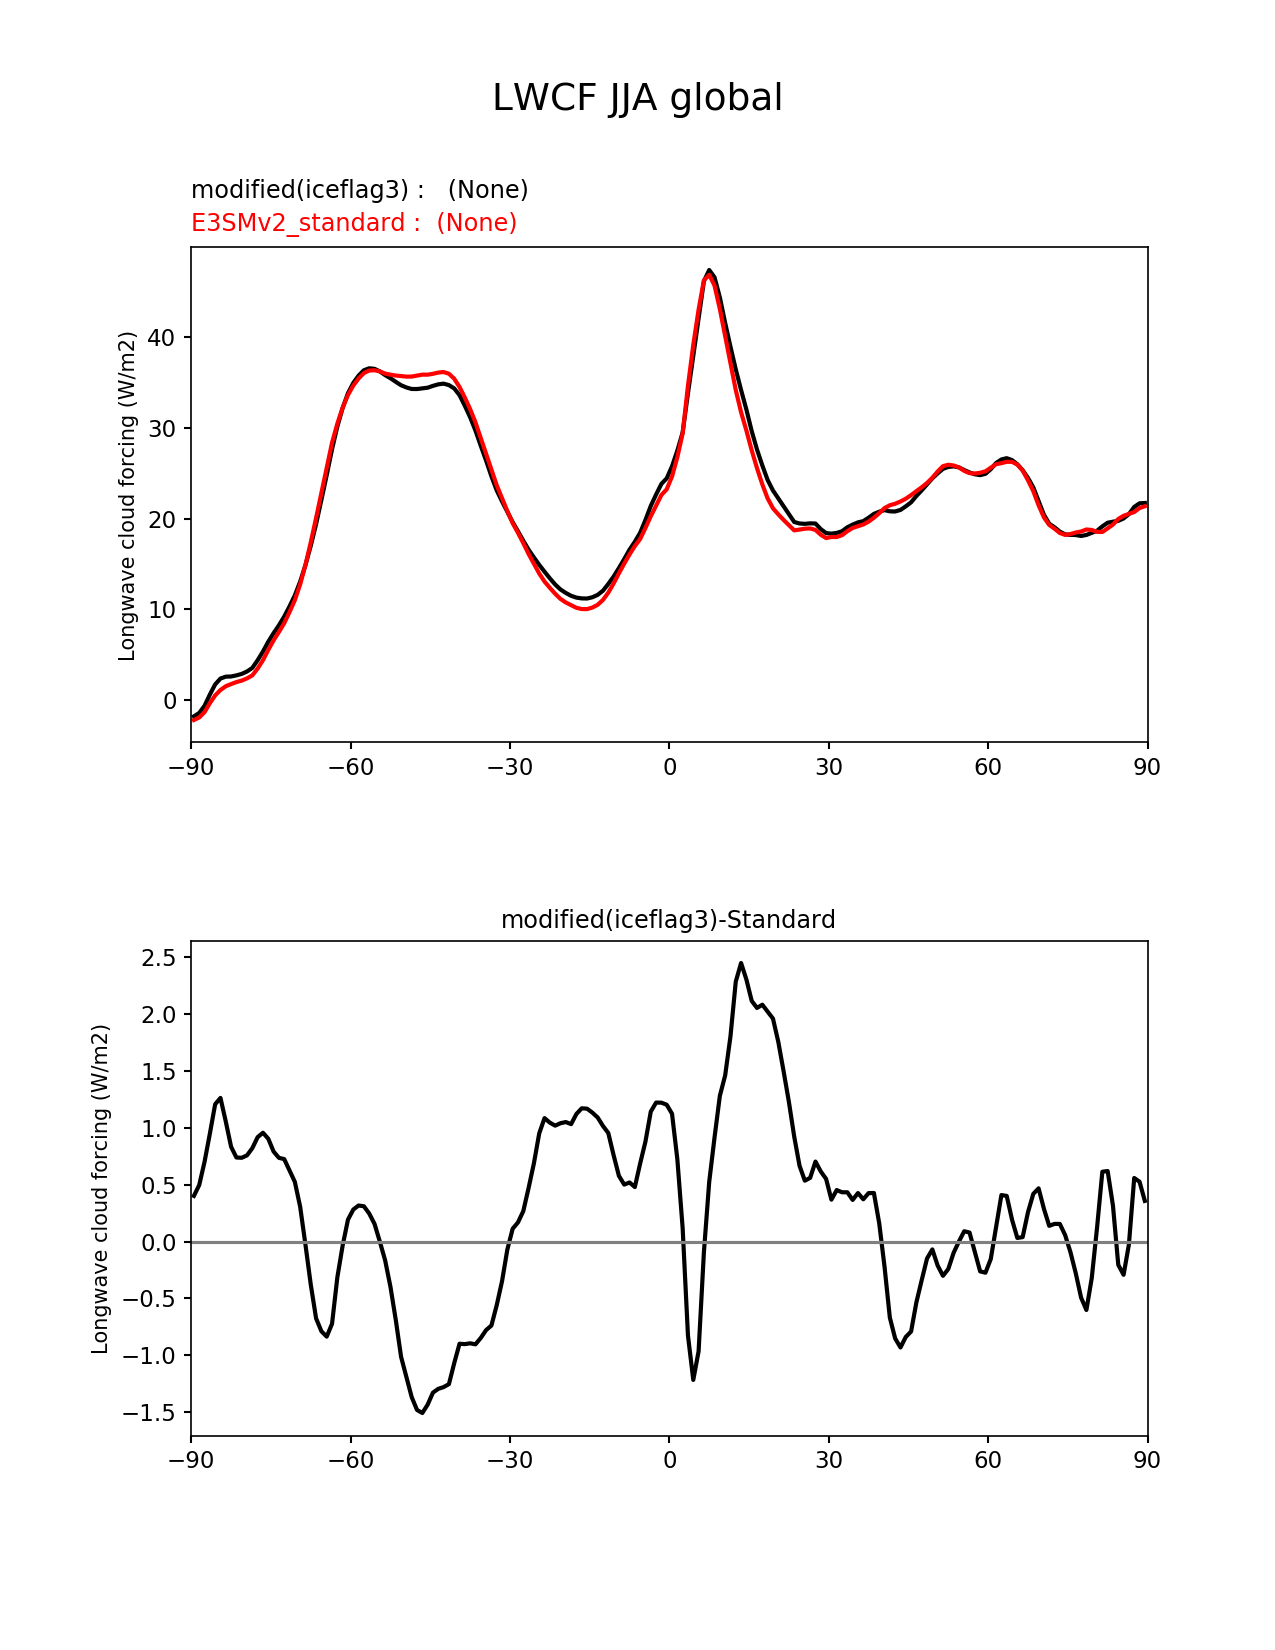 LWCF JJA global
modified(iceflag3) :   (None)
E3SMv2_standard :  (None)
Longwave cloud forcing (W/m2)
40
30
20
10
0
−90 −60 −30 0 30 60 90
modified(iceflag3)-Standard
Longwave cloud forcing (W/m2)
2.5
2.0
1.5
1.0
0.5
0.0
−0.5
−1.0
−1.5
−90 −60 −30 0 30 60 90